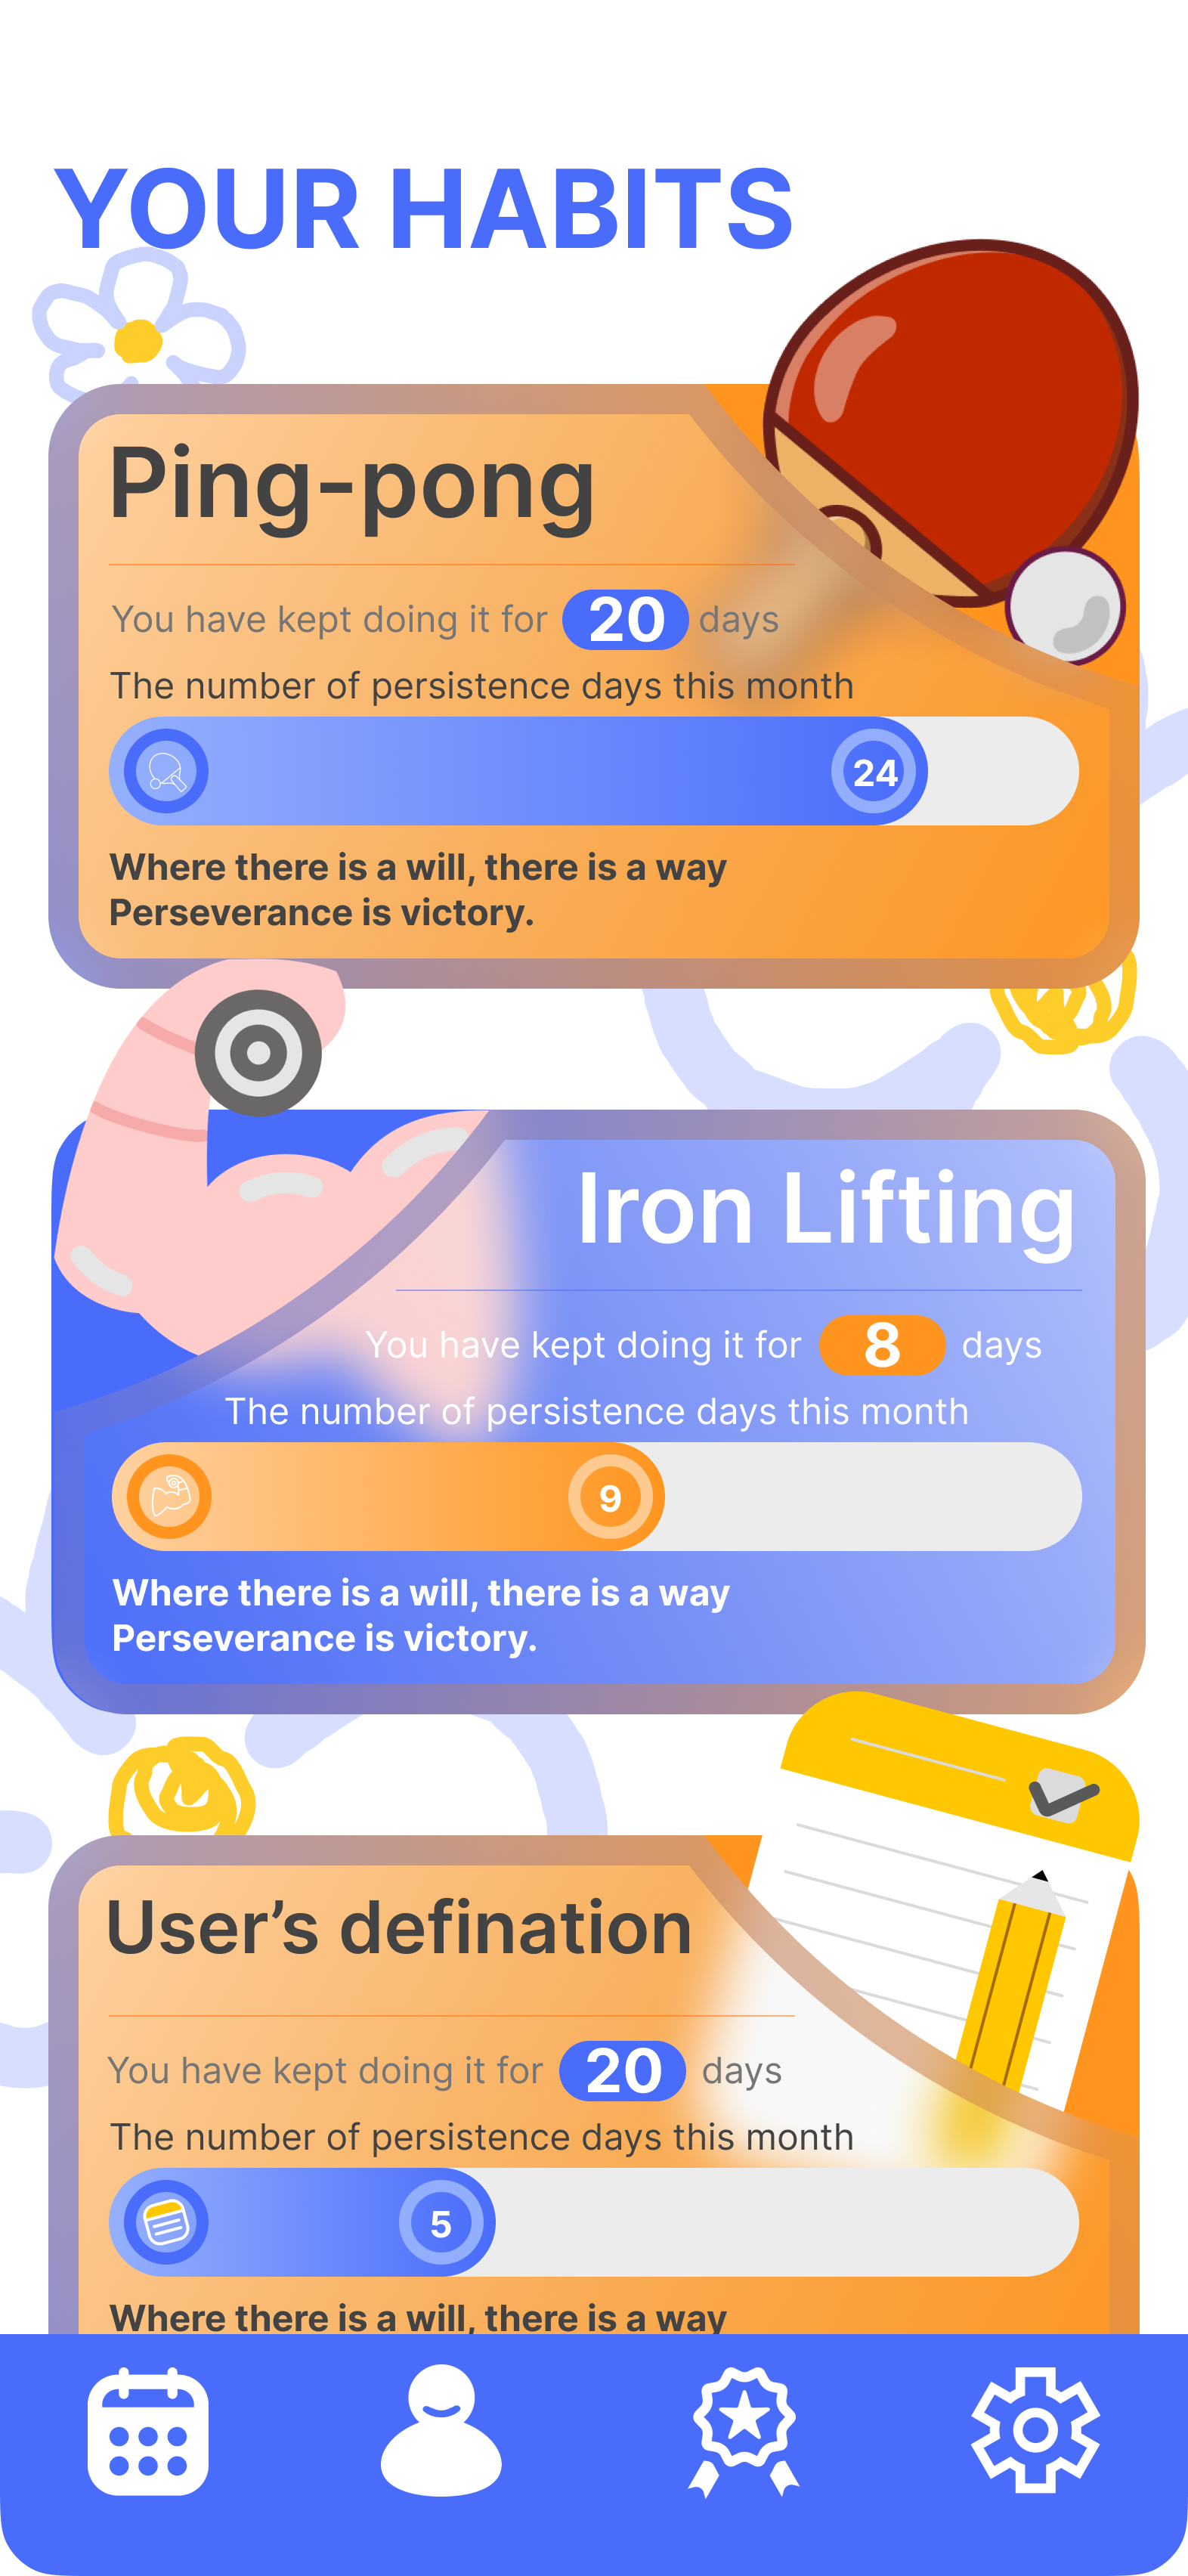 YOUR HABITS
Ping-pong
You have kept doing it for 20 days
The number of persistence days this month
24
Where there is a will, there is a way
Perseverance is victory.
Iron Lifting
You have kept doing it for 8 days
The number of persistence days this month
9
Where there is a will, there is a way
Perseverance is victory.
User’s defination
You have kept doing it for 20 days
The number of persistence days this month
5
Where there is a will, there is a way